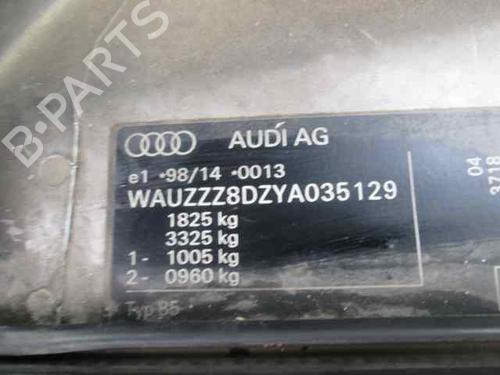 AUDI AG
e1 *98/14 *0013
WAUZZZ8DZYA035129
1825 kg
3325 kg
1- 1005 kg
2- 0960 kg
Typ B5
04
3718
B-PARTS